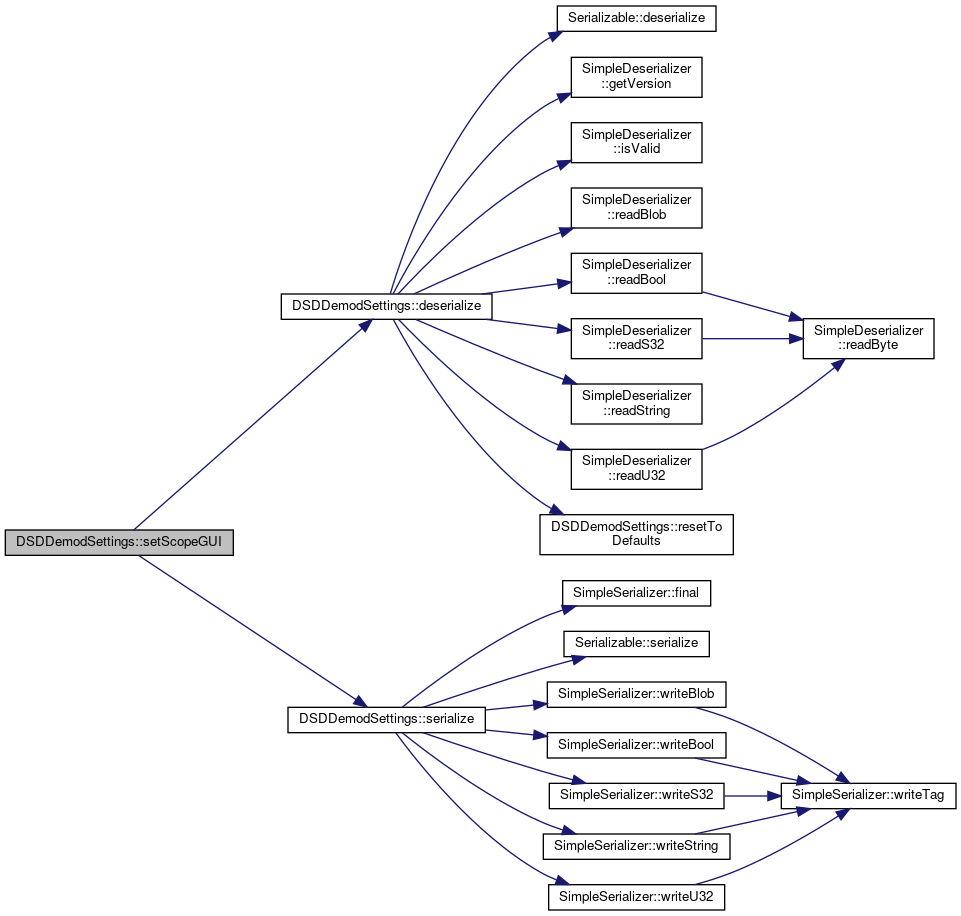 Serializable::deserialize
SimpleDeserializer
::getVersion
SimpleDeserializer
::isValid
SimpleDeserializer
::readBlob
SimpleDeserializer
::readBool
DSDDemodSettings::deserialize
SimpleDeserializer
::readS32
SimpleDeserializer
::readByte
SimpleDeserializer
::readString
SimpleDeserializer
::readU32
DSDDemodSettings::resetTo
Defaults
DSDDemodSettings::setScopeGUI
SimpleSerializer::final
Serializable::serialize
SimpleSerializer::writeBlob
DSDDemodSettings::serialize
SimpleSerializer::writeBool
SimpleSerializer::writeS32
SimpleSerializer::writeTag
SimpleSerializer::writeString
SimpleSerializer::writeU32